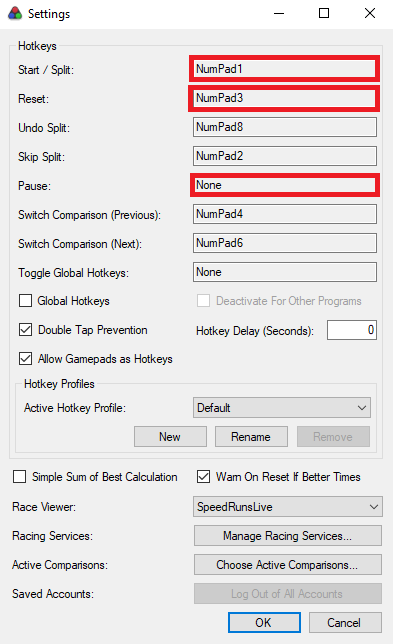 Settings
Hotkeys
Start / Split: NumPad1
Reset: NumPad3
Undo Split: NumPad8
Skip Split: NumPad2
Pause: None
Switch Comparison (Previous): NumPad4
Switch Comparison (Next): NumPad6
Toggle Global Hotkeys: None
Global Hotkeys Deactivate For Other Programs
Double Tap Prevention Hotkey Delay (Seconds): 0
Allow Gamepads as Hotkeys
Hotkey Profiles
Active Hotkey Profile: Default
New Rename Remove
Simple Sum of Best Calculation Warn On Reset If Better Times
Race Viewer: SpeedRunsLive
Racing Services: Manage Racing Services...
Active Comparisons: Choose Active Comparisons...
Saved Accounts: Log Out of All Accounts
OK Cancel